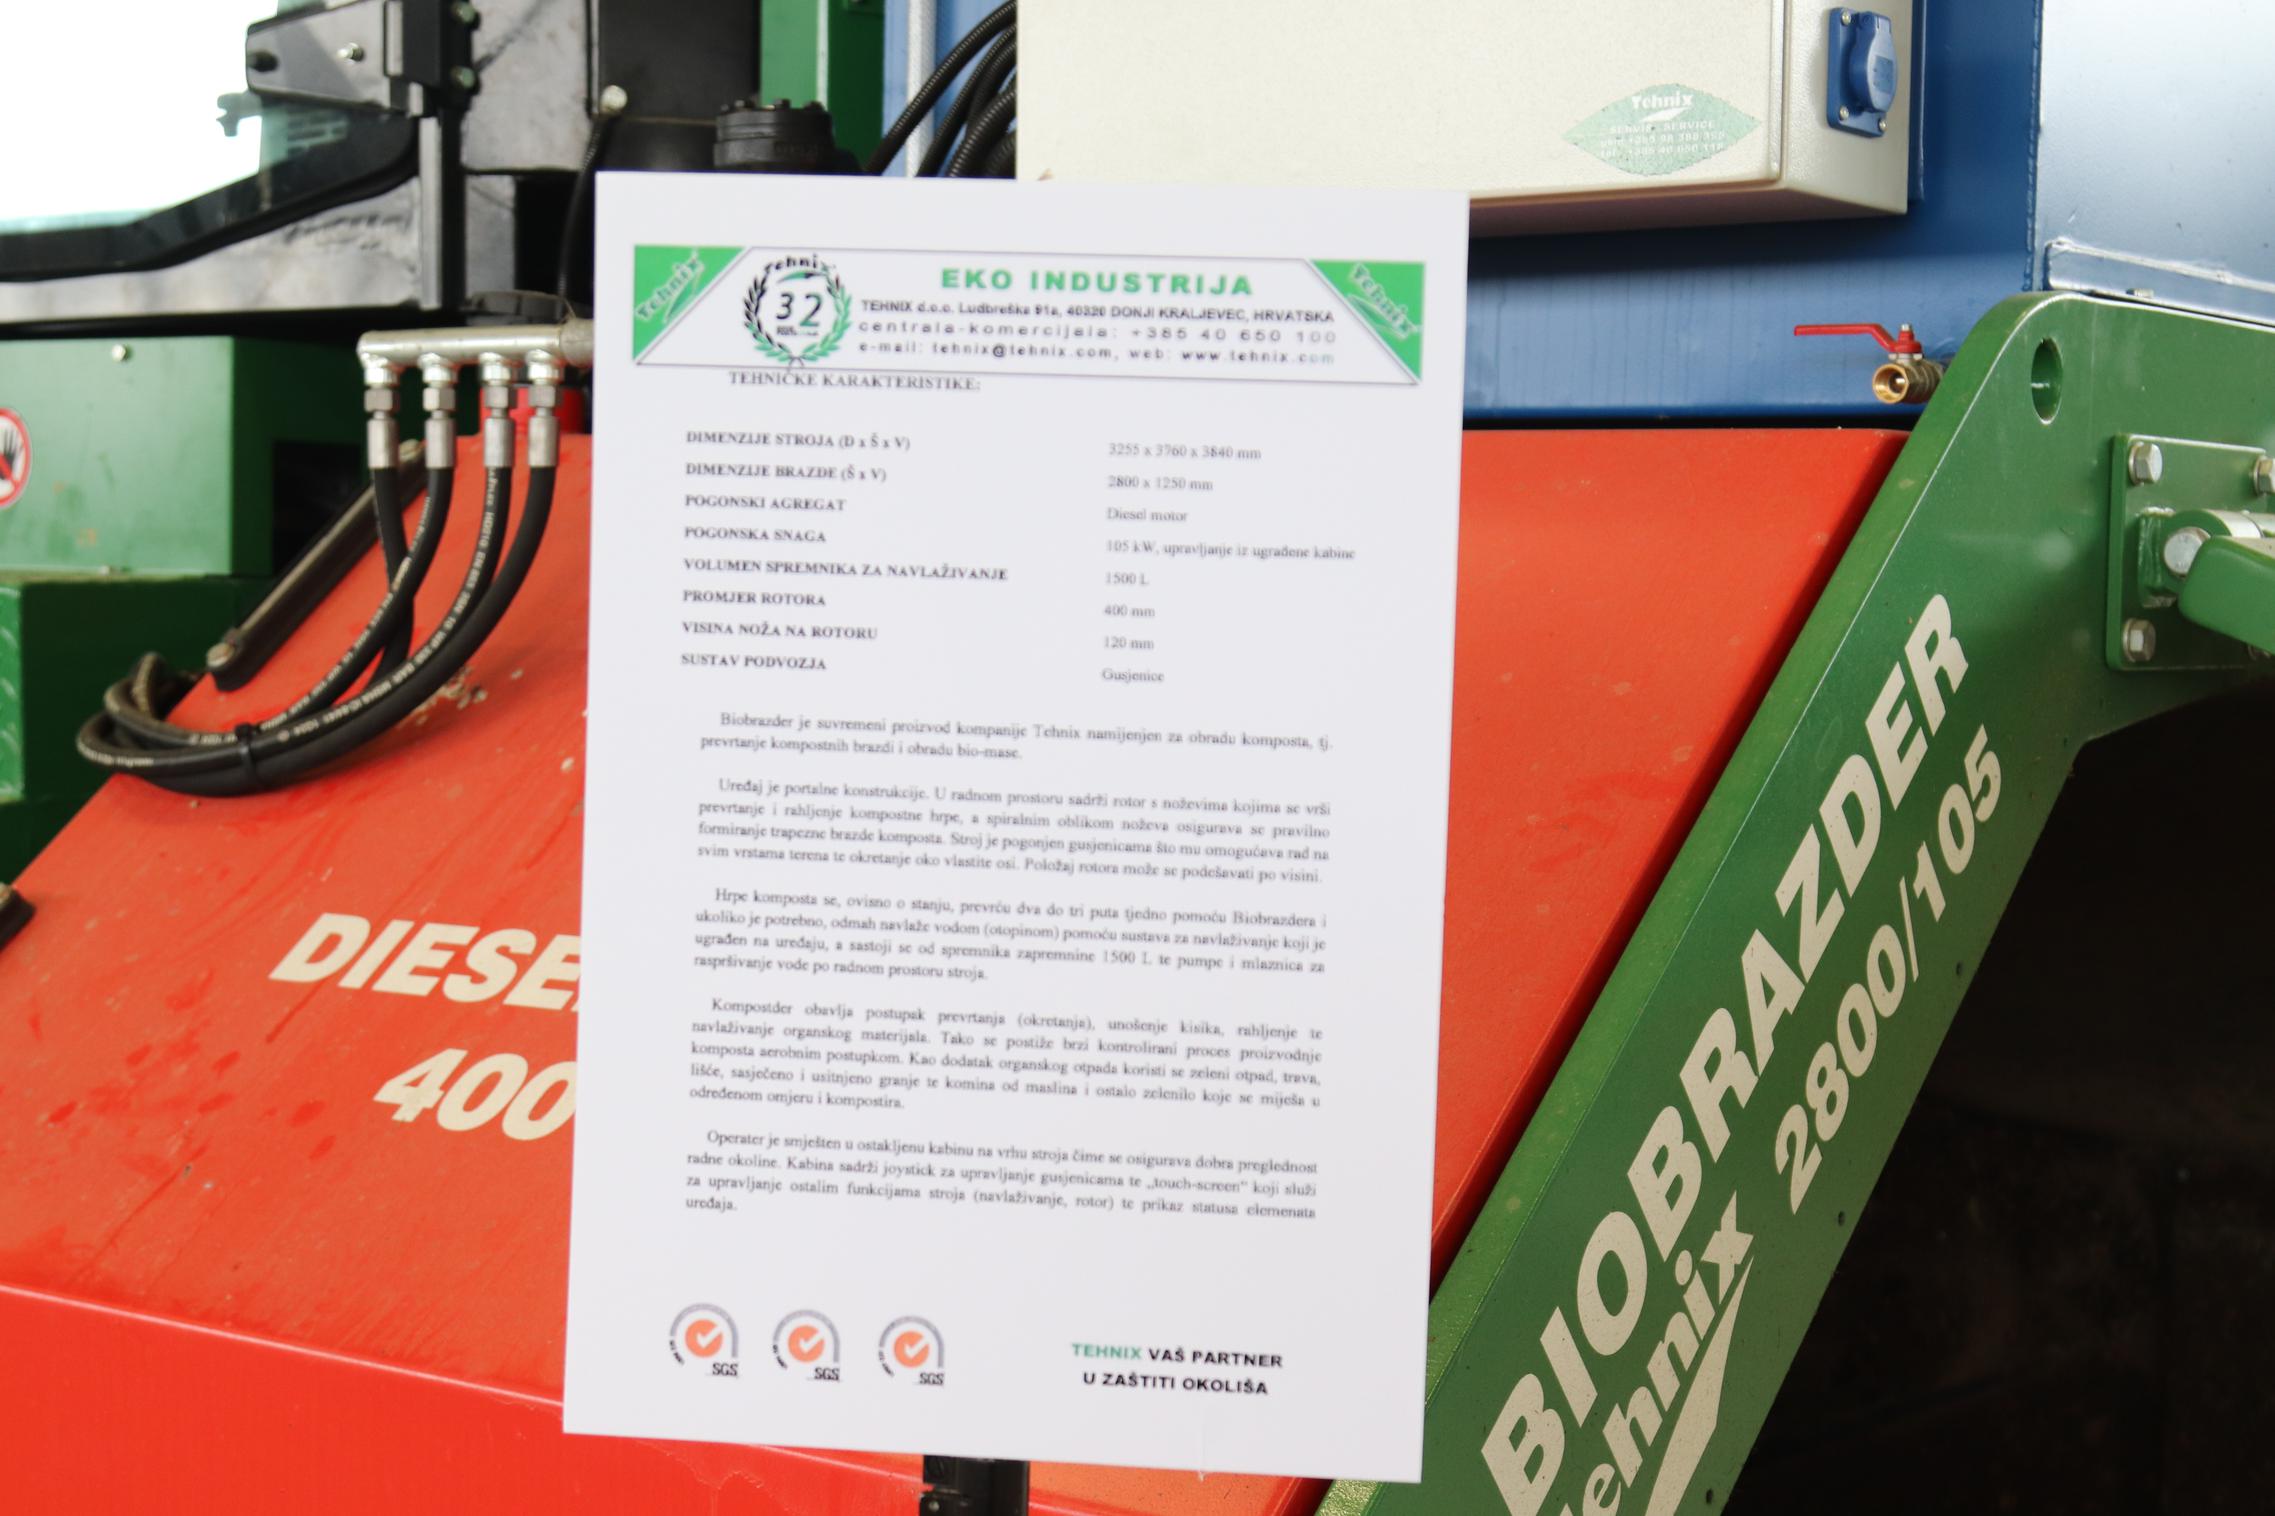 Tehnix
SERVIS - SERVICE
Tehnix
Tehnix
32
EKO INDUSTRIJA
TEHNIX d.o.o. Ludbreška 91a, 40320 DONJI KRALJEVEC, HRVATSKA
centrala-komercijala: +385 40 650 100
e-mail: tehnix@tehnix.com, web: www.tehnix.com
Tehnix
TEHNIČKE KARAKTERISTIKE:
DIMENZIJE STROJA (D x Š x V) 3255 x 3760 x 3840 mm
DIMENZIJE BRAZDE (Š x V) 2800 x 1250 mm
POGONSKI AGREGAT Diesel motor
POGONSKA SNAGA 105 kW, upravljanje iz ugrađene kabine
VOLUMEN SPREMNIKA ZA NAVLAŽIVANJE 1500 L
PROMJER ROTORA 400 mm
VISINA NOŽA NA ROTORU 120 mm
SUSTAV PODVOZJA Gusjenice
Biobrazder je suvremeni proizvod kompanije Tehnix namijenjen za obradu komposta, tj.
prevrtanje kompostnih brazdi i obradu bio-mase.
Uređaj je portalne konstrukcije. U radnom prostoru sadrži rotor s noževima kojima se vrši
prevrtanje i rahljenje kompostne hrpe, a spiralnim oblikom noževa osigurava se pravilno
formiranje trapezne brazde komposta. Stroj je pogonjen gusjenicama što mu omogućava rad na
svim vrstama terena te okretanje oko vlastite osi. Položaj rotora može se podešavati po visini.
Hrpe komposta se, ovisno o stanju, prevrću dva do tri puta tjedno pomoću Biobrazdera i
ukoliko je potrebno, odmah navlaže vodom (otopinom) pomoću sustava za navlaživanje koji je
ugrađen na uređaju, a sastoji se od spremnika zapremnine 1500 L te pumpe i mlaznica za
raspršivanje vode po radnom prostoru stroja.
Kompostder obavlja postupak prevrtanja (okretanja), unošenje kisika, rahljenje te
navlaživanje organskog materijala. Tako se postiže brzi kontrolirani proces proizvodnje
komposta aerobnim postupkom. Kao dodatak organskog otpada koristi se zeleni otpad, trava,
lišće, sasječeno i usitnjeno granje te komina od maslina i ostalo zelenilo koje se miješa u
određenom omjeru i kompostira.
Operater je smješten u ostakljenu kabinu na vrhu stroja čime se osigurava dobra preglednost
radne okoline. Kabina sadrži joystick za upravljanje gusjenicama te „touch-screen" koji služi
za upravljanje ostalim funkcijama stroja (navlaživanje, rotor) te prikaz statusa elemenata
uređaja.
SGS
SGS
SGS
TEHNIX VAŠ PARTNER
U ZAŠTITI OKOLIŠA
DIESE
400
BIOBRAZDER
2800/105
ehnix